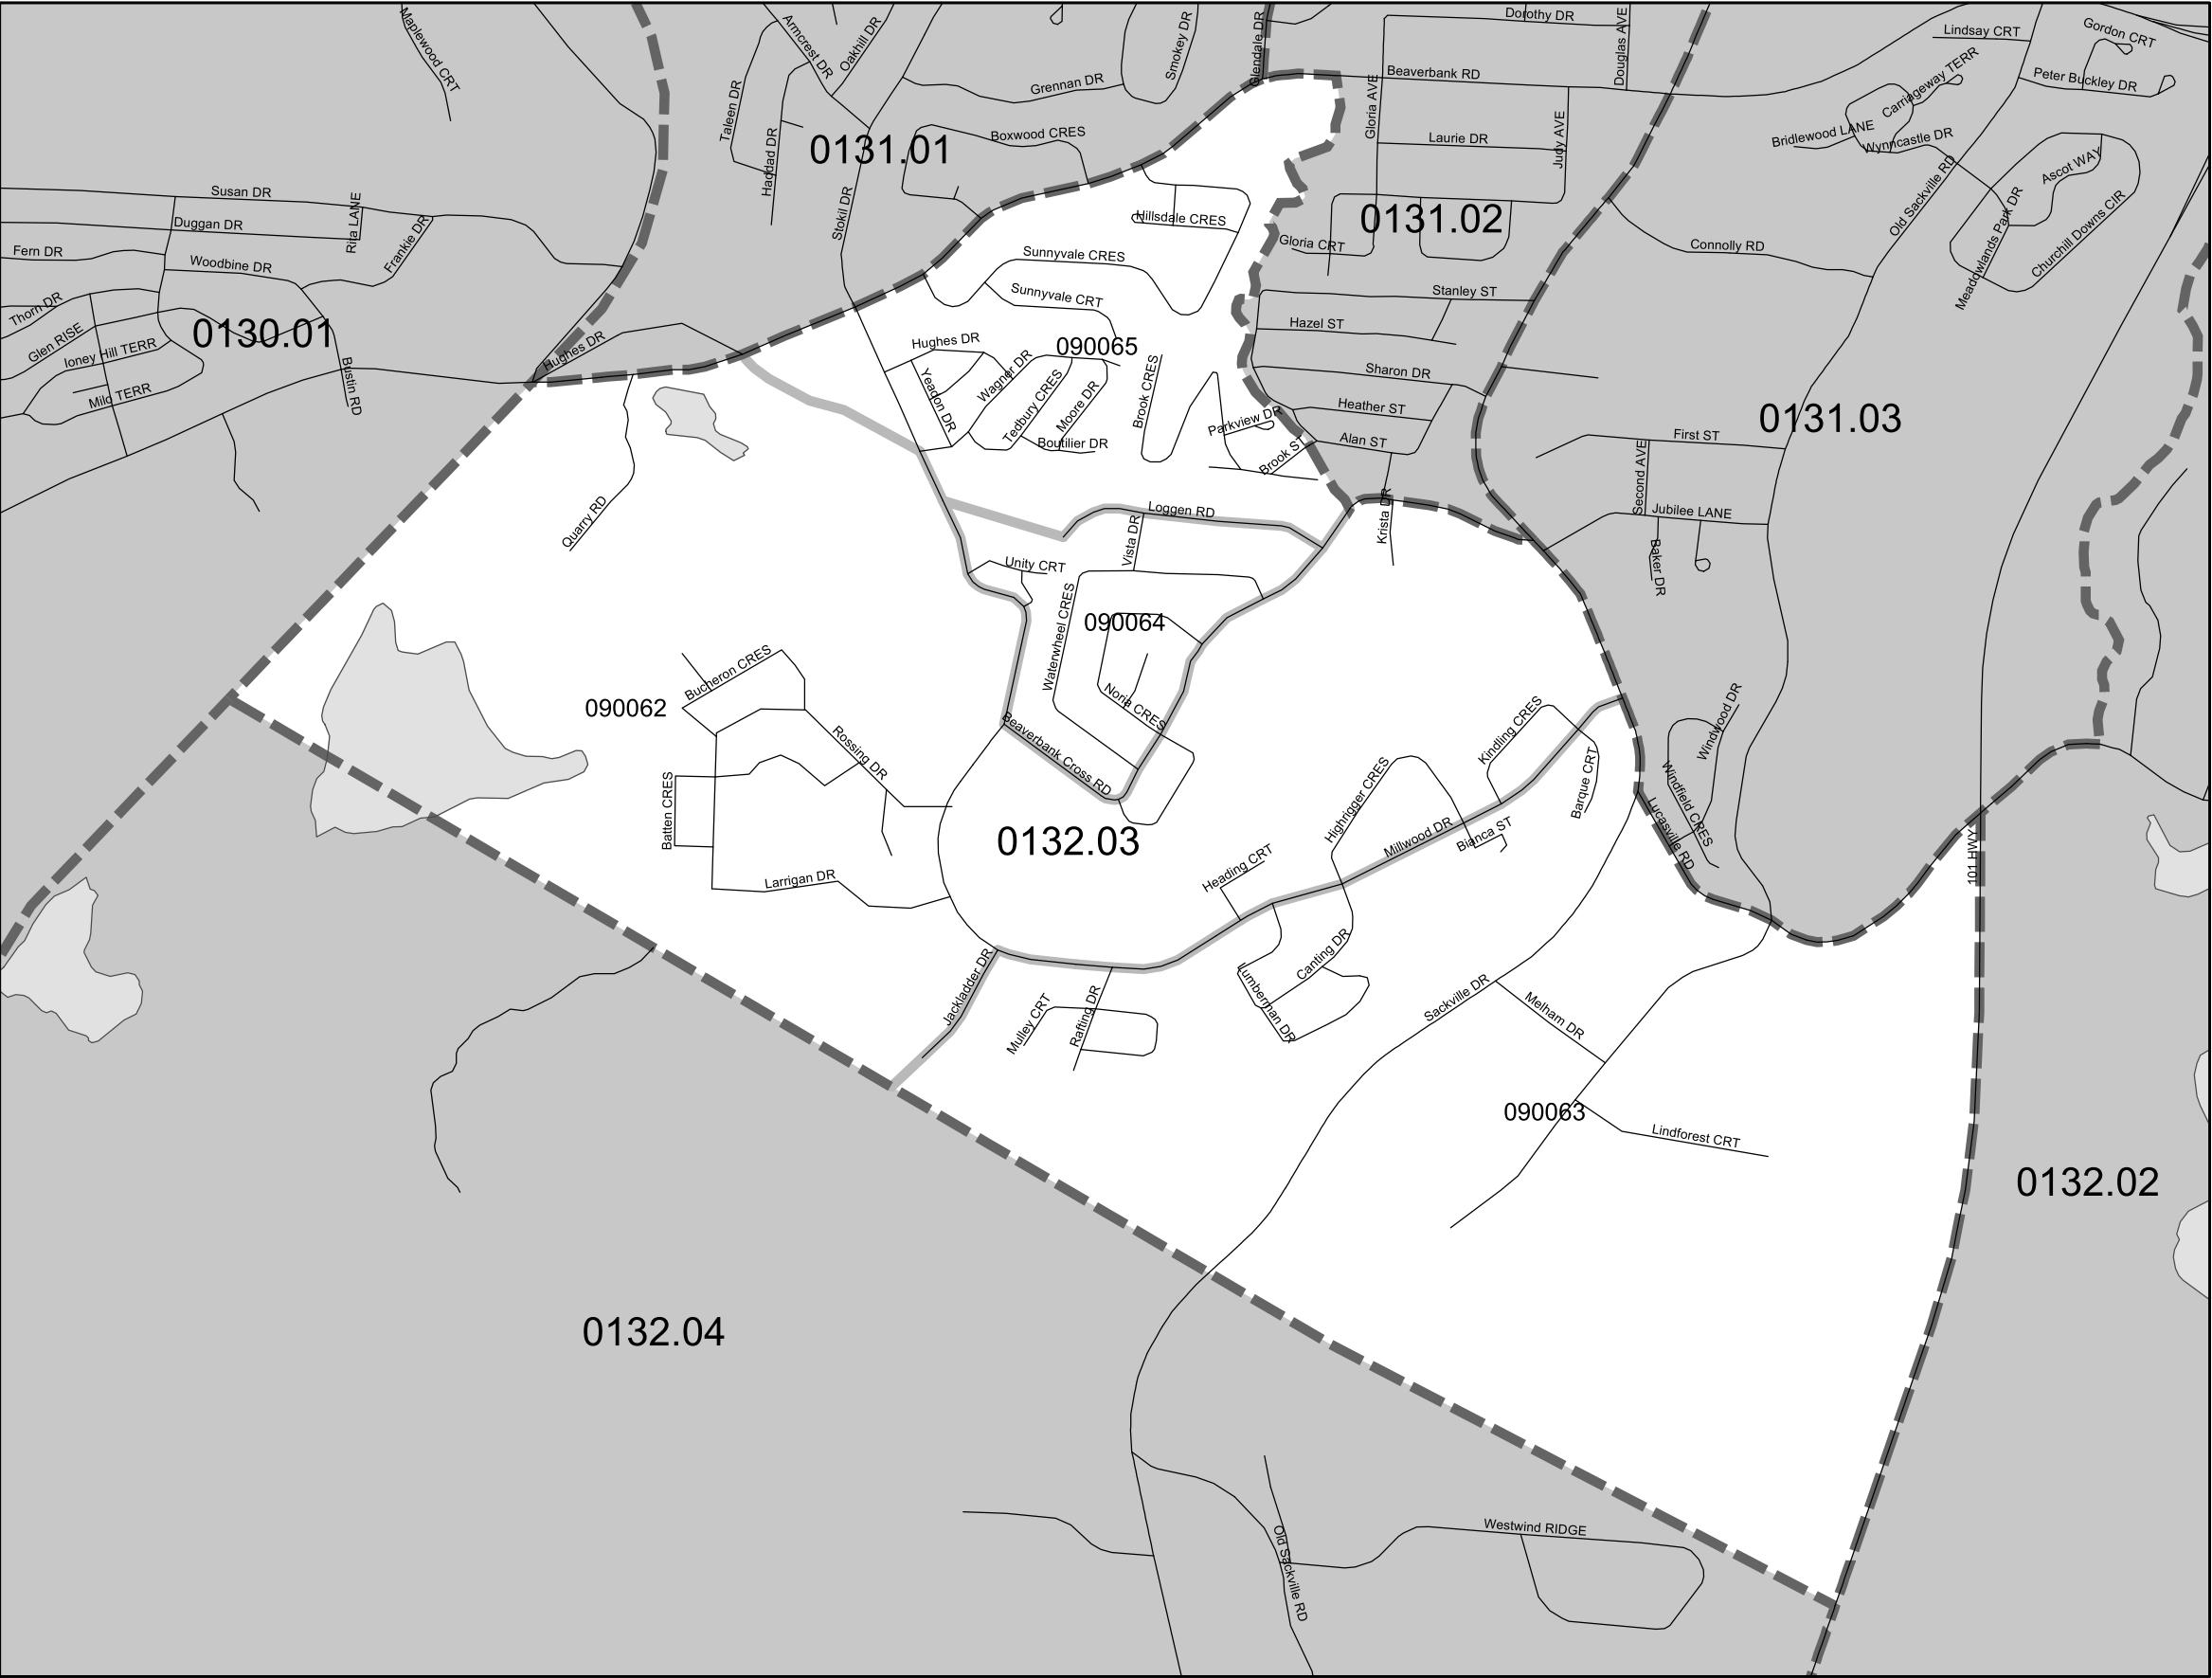 Maplewood CRT
Armcrest DR
Oakhill DR
Smokey DR
Glendale DR
Dorothy DR
Douglas AVE
Lindsay CRT
Gordon CRT
Taleen DR
Grennan DR
Beaverbank RD
Carriageway TERR
Peter Buckley DR
Haddad DR
0131.01
Boxwood CRES
Gloria AVE
Laurie DR
Judy AVE
Bridlewood LANE
Wynncastle DR
Ascot WAY
Susan DR
Rita LANE
Duggan DR
Frankie DR
Stokil DR
Hillsdale CRES
0131.02
Old Sackville RD
Meadowlands Park DR
Churchill Downs CIR
Fern DR
Woodbine DR
Sunnyvale CRES
Gloria CRT
Connolly RD
Thorn DR
Sunnyvale CRT
Stanley ST
0130.01
Glen RISE
Ioney Hill TERR
Hughes DR
Hughes DR
090065
Hazel ST
Milo TERR
Bustin RD
Yeadon DR
Wagner DR
Tedbury CRES
Moore DR
Brook CRES
Sharon DR
0131.03
Boutilier DR
Parkview DR
Heather ST
Brook ST
Alan ST
First ST
Second AVE
Quarry RD
Loggen RD
Vista DR
Krista DR
Jubilee LANE
Baker DR
Unity CRT
Waterwheel CRES
090064
Bucheron CRES
090062
Noria CRES
Rossing DR
Beaverbank Cross RD
Kindling CRES
Windwood DR
Batten CRES
Barque CRT
Windfield CRES
Lucasville RD
0132.03
Highrigger CRES
Millwood DR
Bianca ST
101 HWY
Larrigan DR
Heading CRT
Canting DR
Lumberman DR
Jackladder DR
Mulley CRT
Rafting DR
Sackville DR
Melham DR
090063
Lindforest CRT
0132.02
0132.04
Westwind RIDGE
Old Sackville RD